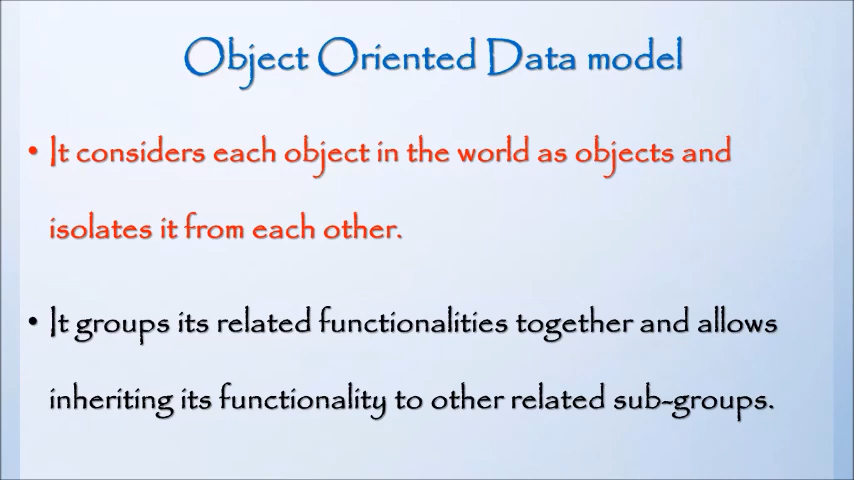 Object Oriented Data model
• It considers each object in the world as objects and
isolates it from each other.
• It groups its related functionalities together and allows
inheriting its functionality to other related sub-groups.